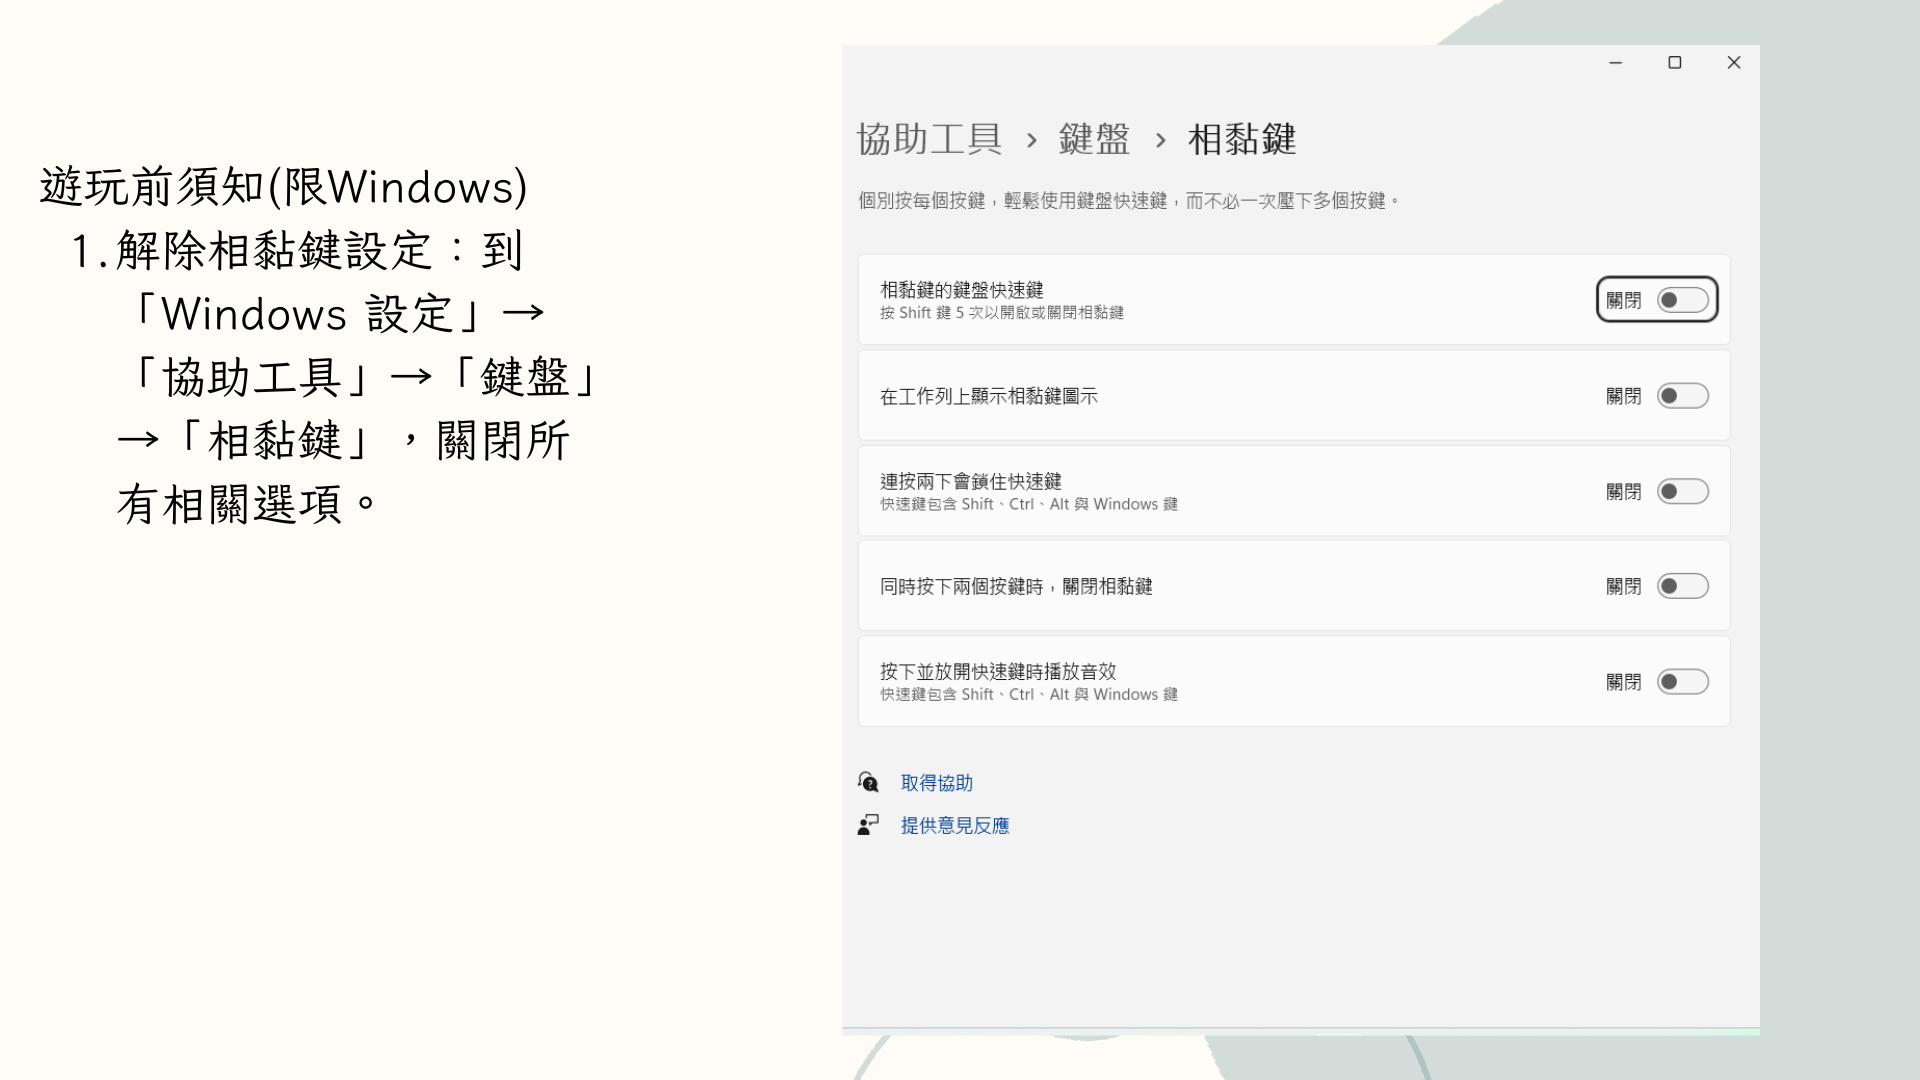 遊玩前須知(限Windows)
1.解除相黏鍵設定：到
「Windows 設定」→
「協助工具」→「鍵盤」
→「相黏鍵」，關閉所
有相關選項。
協助工具 › 鍵盤 › 相黏鍵
個別按每個按鍵，輕鬆使用鍵盤快速鍵，而不必一次壓下多個按鍵。
相黏鍵的鍵盤快速鍵
按 Shift 鍵 5 次以開啟或關閉相黏鍵
關閉
在工作列上顯示相黏鍵圖示
關閉
連按兩下會鎖住快速鍵
快速鍵包含 Shift、Ctrl、Alt 與 Windows 鍵
關閉
同時按下兩個按鍵時，關閉相黏鍵
關閉
按下並放開快速鍵時播放音效
快速鍵包含 Shift、Ctrl、Alt 與 Windows 鍵
關閉
取得協助
提供意見反應